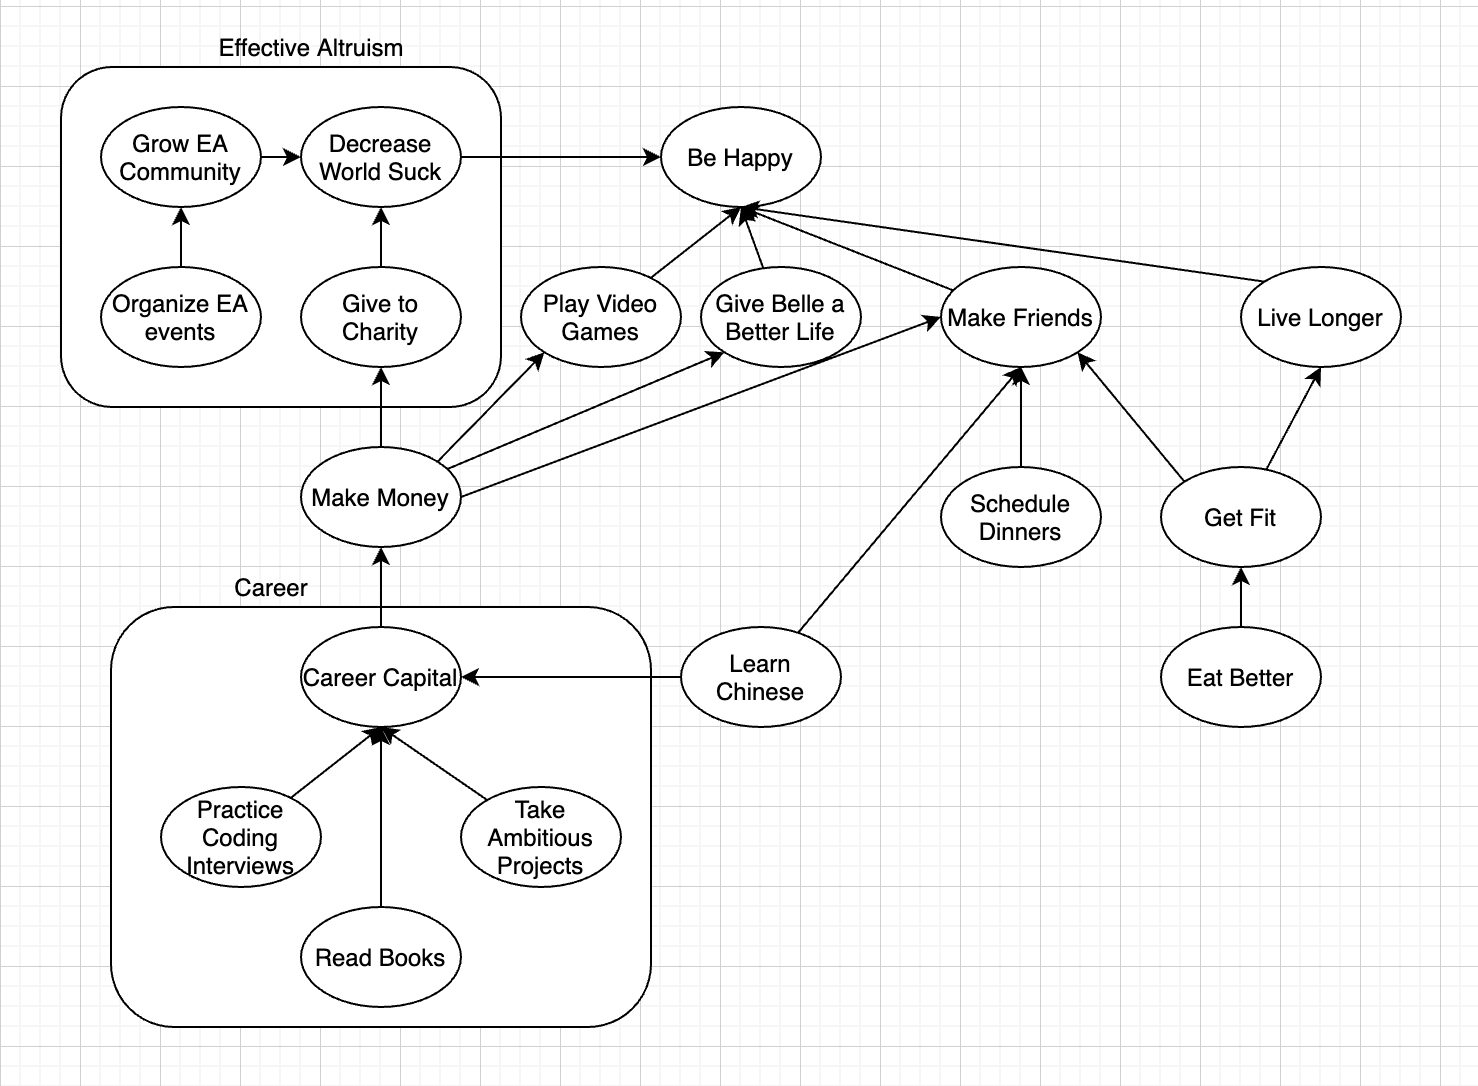 Effective Altruism
Grow EA
Community
Decrease
World Suck
Be Happy
Organize EA
events
Give to
Charity
Play Video
Games
Give Belle a
Better Life
Make Friends
Live Longer
Make Money
Schedule
Dinners
Get Fit
Career
Career Capital
Learn
Chinese
Eat Better
Practice
Coding
Interviews
Take
Ambitious
Projects
Read Books